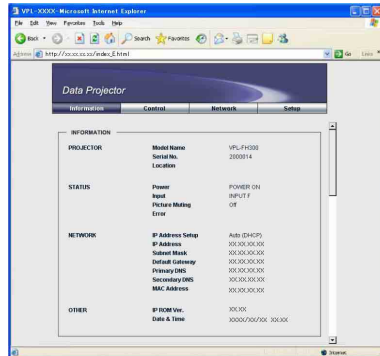 VPL-XXXX-Microsoft Internet Explorer
File Edit View Favorites Tools Help
Back Search Favorites
Address http://xx.xx.xx.xx/index_E.html Go Links
Data Projector
Information Control Network Setup
INFORMATION
PROJECTOR Model Name VPL-FH300
Serial No. 2000014
Location
STATUS Power POWER ON
Input INPUT F
Picture Muting Off
Error
NETWORK IP Address Setup Auto (DHCP)
IP Address XX.XX.XX.XX
Subnet Mask XX.XX.XX.XX
Default Gateway XX.XX.XX.XX
Primary DNS XX.XX.XX.XX
Secondary DNS XX.XX.XX.XX
MAC Address XX.XX.XX.XX
OTHER IP ROM Ver. XX.XX
Date & Time XXXX/XX/XX XX:XX
Internet